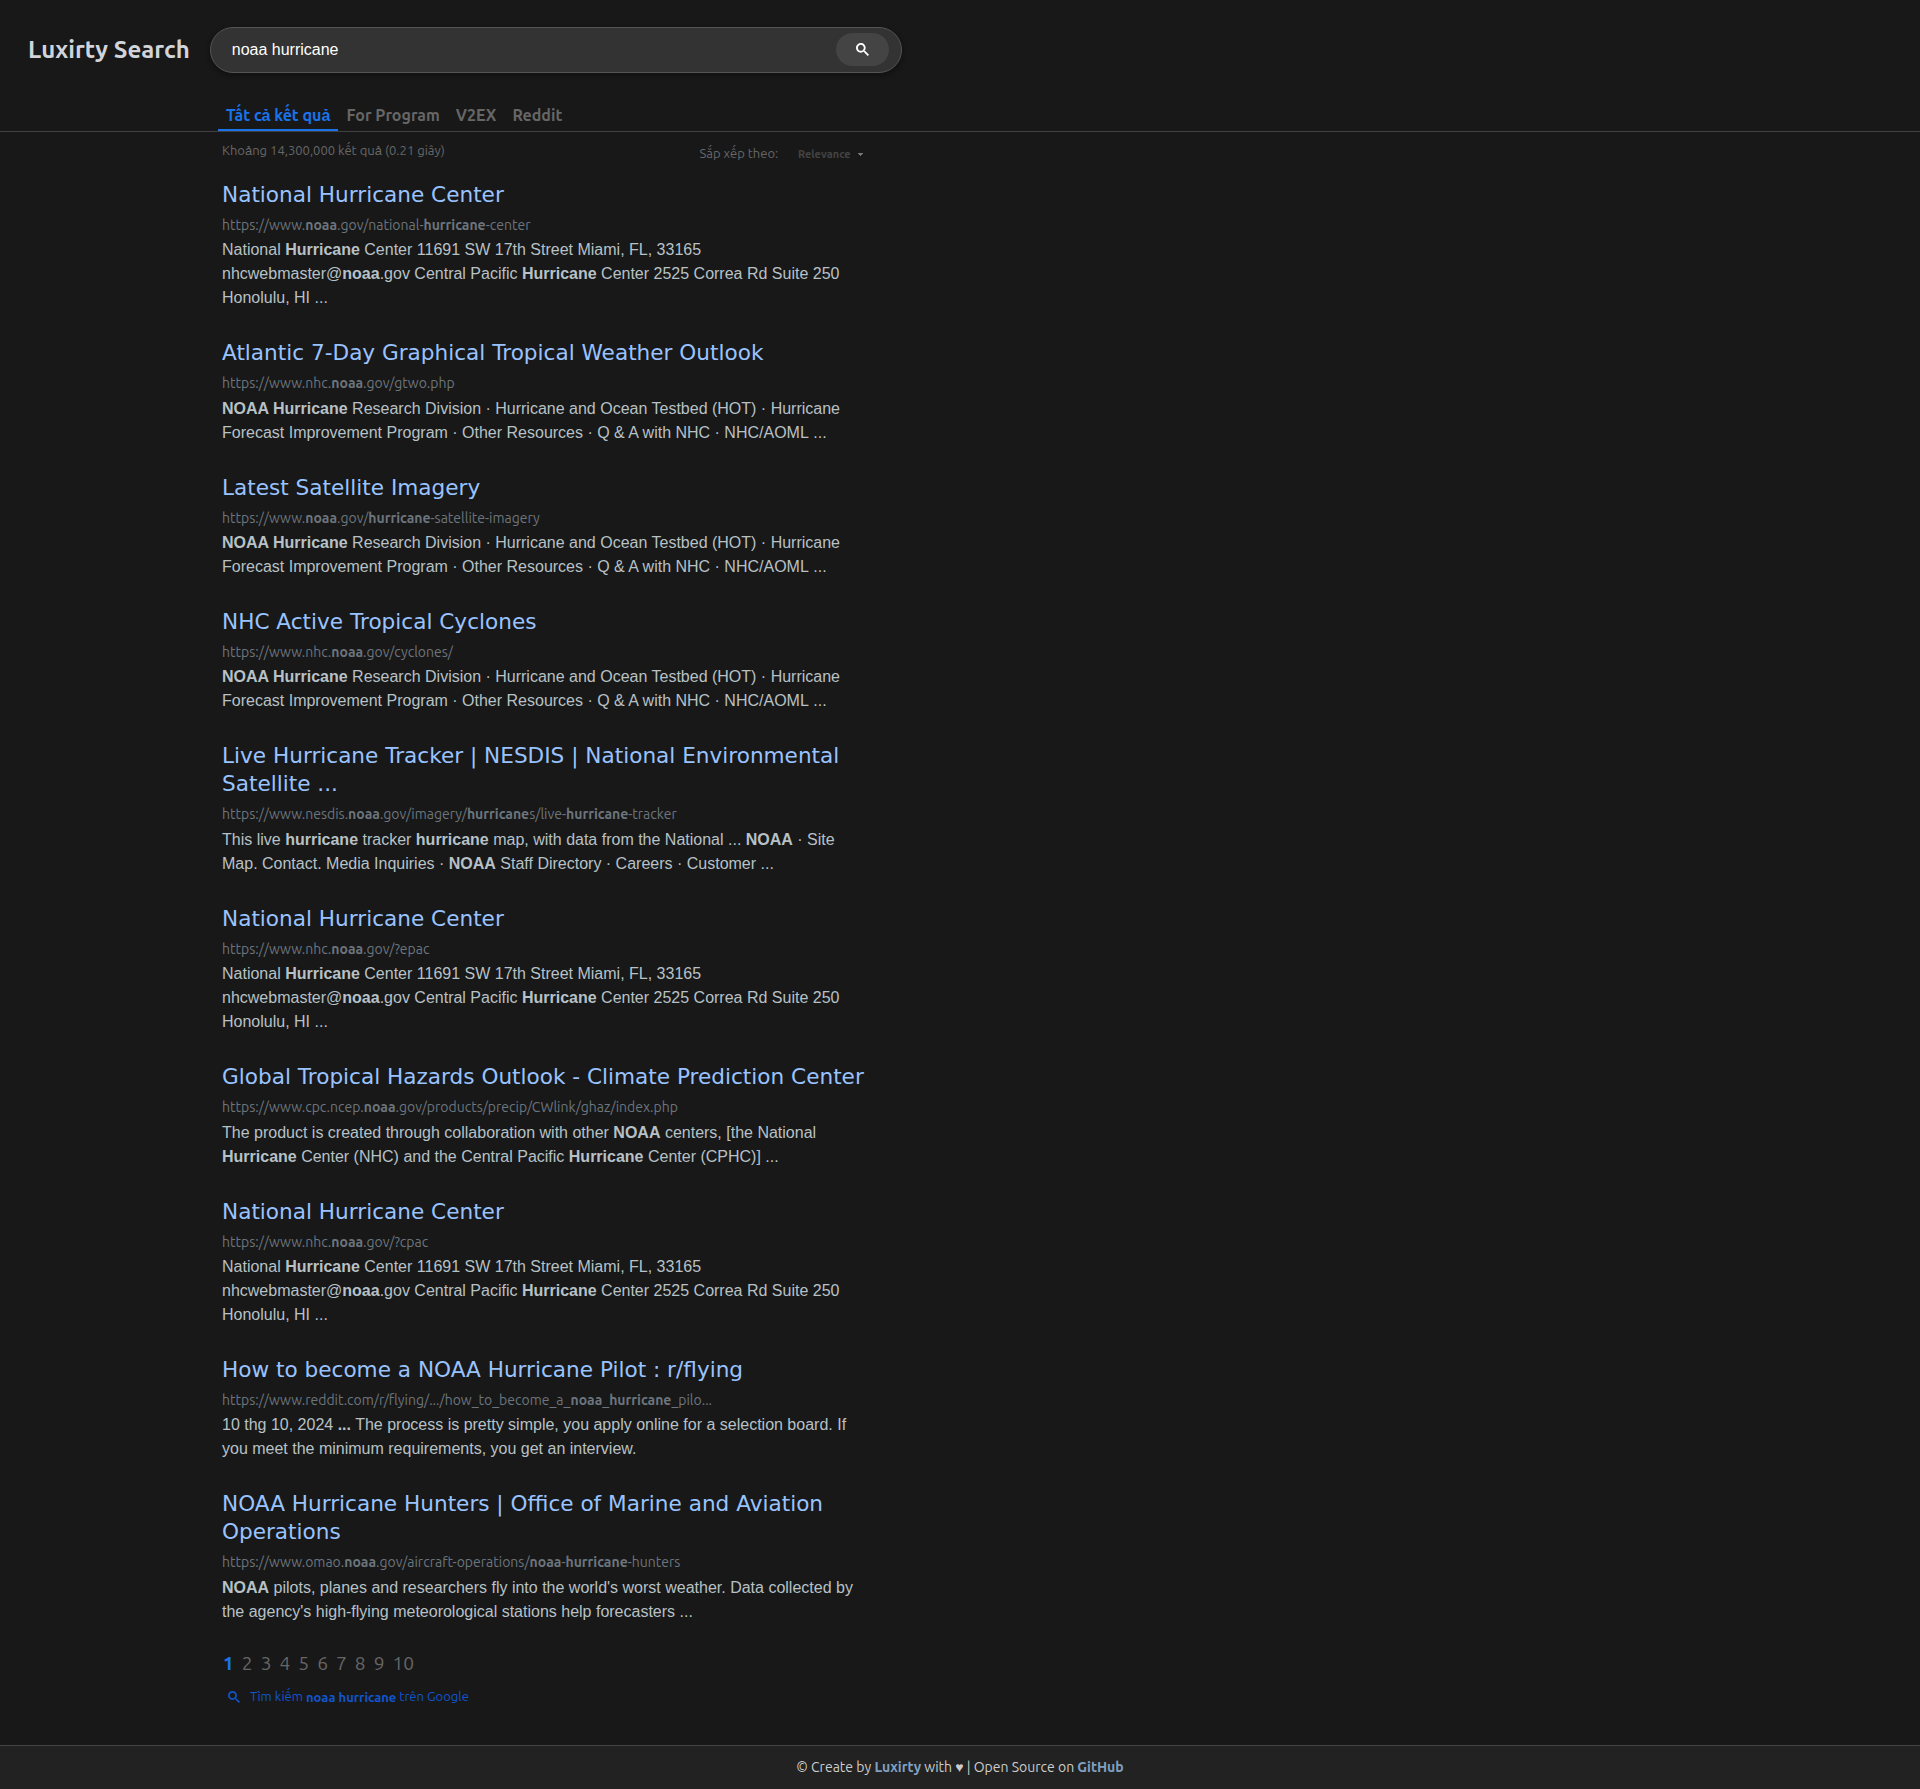 Luxirty Search
noaa hurricane
Tất cả kết quả For Program V2EX Reddit
Khoảng 14,300,000 kết quả (0.21 giây)
Sắp xếp theo: Relevance
National Hurricane Center
https://www.noaa.gov/national-hurricane-center
National Hurricane Center 11691 SW 17th Street Miami, FL, 33165
nhcwebmaster@noaa.gov Central Pacific Hurricane Center 2525 Correa Rd Suite 250
Honolulu, HI ...
Atlantic 7-Day Graphical Tropical Weather Outlook
https://www.nhc.noaa.gov/gtwo.php
NOAA Hurricane Research Division · Hurricane and Ocean Testbed (HOT) · Hurricane
Forecast Improvement Program · Other Resources · Q & A with NHC · NHC/AOML ...
Latest Satellite Imagery
https://www.noaa.gov/hurricane-satellite-imagery
NOAA Hurricane Research Division · Hurricane and Ocean Testbed (HOT) · Hurricane
Forecast Improvement Program · Other Resources · Q & A with NHC · NHC/AOML ...
NHC Active Tropical Cyclones
https://www.nhc.noaa.gov/cyclones/
NOAA Hurricane Research Division · Hurricane and Ocean Testbed (HOT) · Hurricane
Forecast Improvement Program · Other Resources · Q & A with NHC · NHC/AOML ...
Live Hurricane Tracker | NESDIS | National Environmental
Satellite ...
https://www.nesdis.noaa.gov/imagery/hurricanes/live-hurricane-tracker
This live hurricane tracker hurricane map, with data from the National ... NOAA · Site
Map. Contact. Media Inquiries · NOAA Staff Directory · Careers · Customer ...
National Hurricane Center
https://www.nhc.noaa.gov/?epac
National Hurricane Center 11691 SW 17th Street Miami, FL, 33165
nhcwebmaster@noaa.gov Central Pacific Hurricane Center 2525 Correa Rd Suite 250
Honolulu, HI ...
Global Tropical Hazards Outlook - Climate Prediction Center
https://www.cpc.ncep.noaa.gov/products/precip/CWlink/ghaz/index.php
The product is created through collaboration with other NOAA centers, [the National
Hurricane Center (NHC) and the Central Pacific Hurricane Center (CPHC)] ...
National Hurricane Center
https://www.nhc.noaa.gov/?cpac
National Hurricane Center 11691 SW 17th Street Miami, FL, 33165
nhcwebmaster@noaa.gov Central Pacific Hurricane Center 2525 Correa Rd Suite 250
Honolulu, HI ...
How to become a NOAA Hurricane Pilot : r/flying
https://www.reddit.com/r/flying/.../how_to_become_a_noaa_hurricane_pilo...
10 thg 10, 2024 ... The process is pretty simple, you apply online for a selection board. If
you meet the minimum requirements, you get an interview.
NOAA Hurricane Hunters | Office of Marine and Aviation
Operations
https://www.omao.noaa.gov/aircraft-operations/noaa-hurricane-hunters
NOAA pilots, planes and researchers fly into the world's worst weather. Data collected by
the agency's high-flying meteorological stations help forecasters ...
1 2 3 4 5 6 7 8 9 10
Tìm kiếm noaa hurricane trên Google
© Create by Luxirty with ♥ | Open Source on GitHub